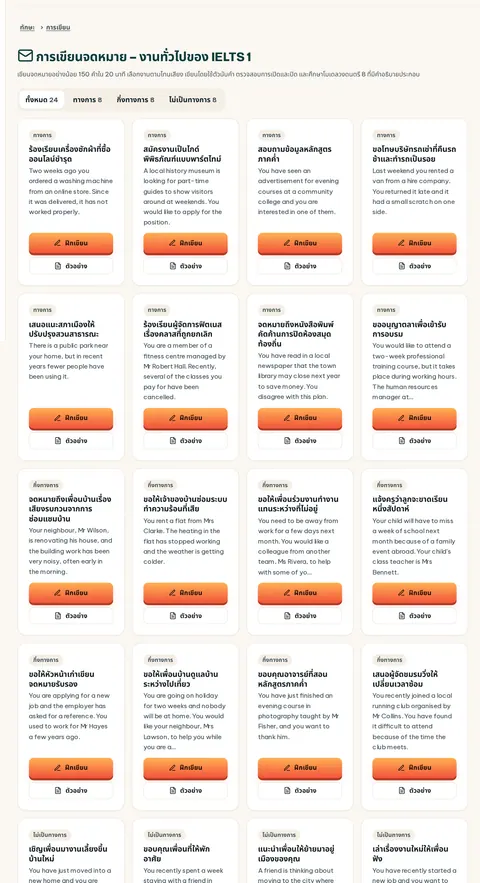 ทักษะ › การเขียน
การเขียนจดหมาย – งานทั่วไปของ IELTS 1
เขียนจดหมายอย่างน้อย 150 คำใน 20 นาที เลือกงานตามโทนเสียง เขียนโดยใช้ตัวนับคำ ตรวจสอบการเปิดและปิด และศึกษาโมเดลวงดนตรี 8 ที่มีคำอธิบายประกอบ
ทั้งหมด 24 ทางการ 8 กึ่งทางการ 8 ไม่เป็นทางการ 8
ทางการ
ร้องเรียนเครื่องซักผ้าที่ซื้อ
ออนไลน์ชำรุด
Two weeks ago you
ordered a washing machine
from an online store. Since
it was delivered, it has not
worked properly.
ฝึกเขียน
ตัวอย่าง
ทางการ
สมัครงานเป็นไกด์
พิพิธภัณฑ์แบบพาร์ตไทม์
A local history museum is
looking for part-time
guides to show visitors
around at weekends. You
would like to apply for the
position.
ฝึกเขียน
ตัวอย่าง
ทางการ
สอบถามข้อมูลหลักสูตร
ภาคค่ำ
You have seen an
advertisement for evening
courses at a community
college and you are
interested in one of them.
ฝึกเขียน
ตัวอย่าง
ทางการ
ขอโทษบริษัทรถเช่าที่คืนรถ
ช้าและทำรถเป็นรอย
Last weekend you rented a
van from a hire company.
You returned it late and it
had a small scratch on one
side.
ฝึกเขียน
ตัวอย่าง
ทางการ
เสนอแนะสภาเมืองให้
ปรับปรุงสวนสาธารณะ
There is a public park near
your home, but in recent
years fewer people have
been using it.
ฝึกเขียน
ตัวอย่าง
ทางการ
ร้องเรียนผู้จัดการฟิตเนส
เรื่องคลาสที่ถูกยกเลิก
You are a member of a
fitness centre managed by
Mr Robert Hall. Recently,
several of the classes you
pay for have been
cancelled.
ฝึกเขียน
ตัวอย่าง
ทางการ
จดหมายถึงหนังสือพิมพ์
คัดค้านการปิดห้องสมุด
ท้องถิ่น
You have read in a local
newspaper that the town
library may close next year
to save money. You
disagree with this plan.
ฝึกเขียน
ตัวอย่าง
ทางการ
ขออนุญาตลาเพื่อเข้ารับ
การอบรม
You would like to attend a
two-week professional
training course, but it takes
place during working hours.
The human resources
manager at...
ฝึกเขียน
ตัวอย่าง
กึ่งทางการ
จดหมายถึงเพื่อนบ้านเรื่อง
เสียงรบกวนจากการ
ซ่อมแซมบ้าน
Your neighbour, Mr Wilson,
is renovating his house, and
the building work has been
very noisy, often early in
the morning.
ฝึกเขียน
ตัวอย่าง
กึ่งทางการ
ขอให้เจ้าของบ้านซ่อมระบบ
ทำความร้อนที่เสีย
You rent a flat from Mrs
Clarke. The heating in the
flat has stopped working
and the weather is getting
colder.
ฝึกเขียน
ตัวอย่าง
กึ่งทางการ
ขอให้เพื่อนร่วมงานทำงาน
แทนระหว่างที่ไม่อยู่
You need to be away from
work for a few days next
month. You would like a
colleague from another
team, Ms Rivera, to help
with some of yo...
ฝึกเขียน
ตัวอย่าง
กึ่งทางการ
แจ้งครูว่าลูกจะขาดเรียน
หนึ่งสัปดาห์
Your child will have to miss
a week of school next
month because of a family
event abroad. Your child's
class teacher is Mrs
Bennett.
ฝึกเขียน
ตัวอย่าง
กึ่งทางการ
ขอให้หัวหน้าเก่าเขียน
จดหมายรับรอง
You are applying for a new
job and the employer has
asked for a reference. You
used to work for Mr Hayes
a few years ago.
ฝึกเขียน
ตัวอย่าง
กึ่งทางการ
ขอให้เพื่อนบ้านดูแลบ้าน
ระหว่างไปเที่ยว
You are going on holiday
for two weeks and nobody
will be at home. You would
like your neighbour, Mrs
Lawson, to help you while
you are a...
ฝึกเขียน
ตัวอย่าง
กึ่งทางการ
ขอบคุณอาจารย์ที่สอน
หลักสูตรภาคค่ำ
You have just finished an
evening course in
photography taught by Mr
Fisher, and you want to
thank him.
ฝึกเขียน
ตัวอย่าง
กึ่งทางการ
เสนอผู้จัดชมรมวิ่งให้
เปลี่ยนเวลาซ้อม
You recently joined a local
running club organised by
Mr Collins. You have found
it difficult to attend
because of the time the
club meets.
ฝึกเขียน
ตัวอย่าง
ไม่เป็นทางการ
เชิญเพื่อนมางานเลี้ยงขึ้น
บ้านใหม่
You have just moved into a
new home and you are
ไม่เป็นทางการ
ขอบคุณเพื่อนที่ให้พัก
อาศัย
You recently spent a week
staying with a friend in
ไม่เป็นทางการ
แนะนำเพื่อนให้ย้ายมาอยู่
เมืองของคุณ
A friend is thinking about
moving to the city where
ไม่เป็นทางการ
เล่าเรื่องงานใหม่ให้เพื่อน
ฟัง
You have recently started a
new job and you want to